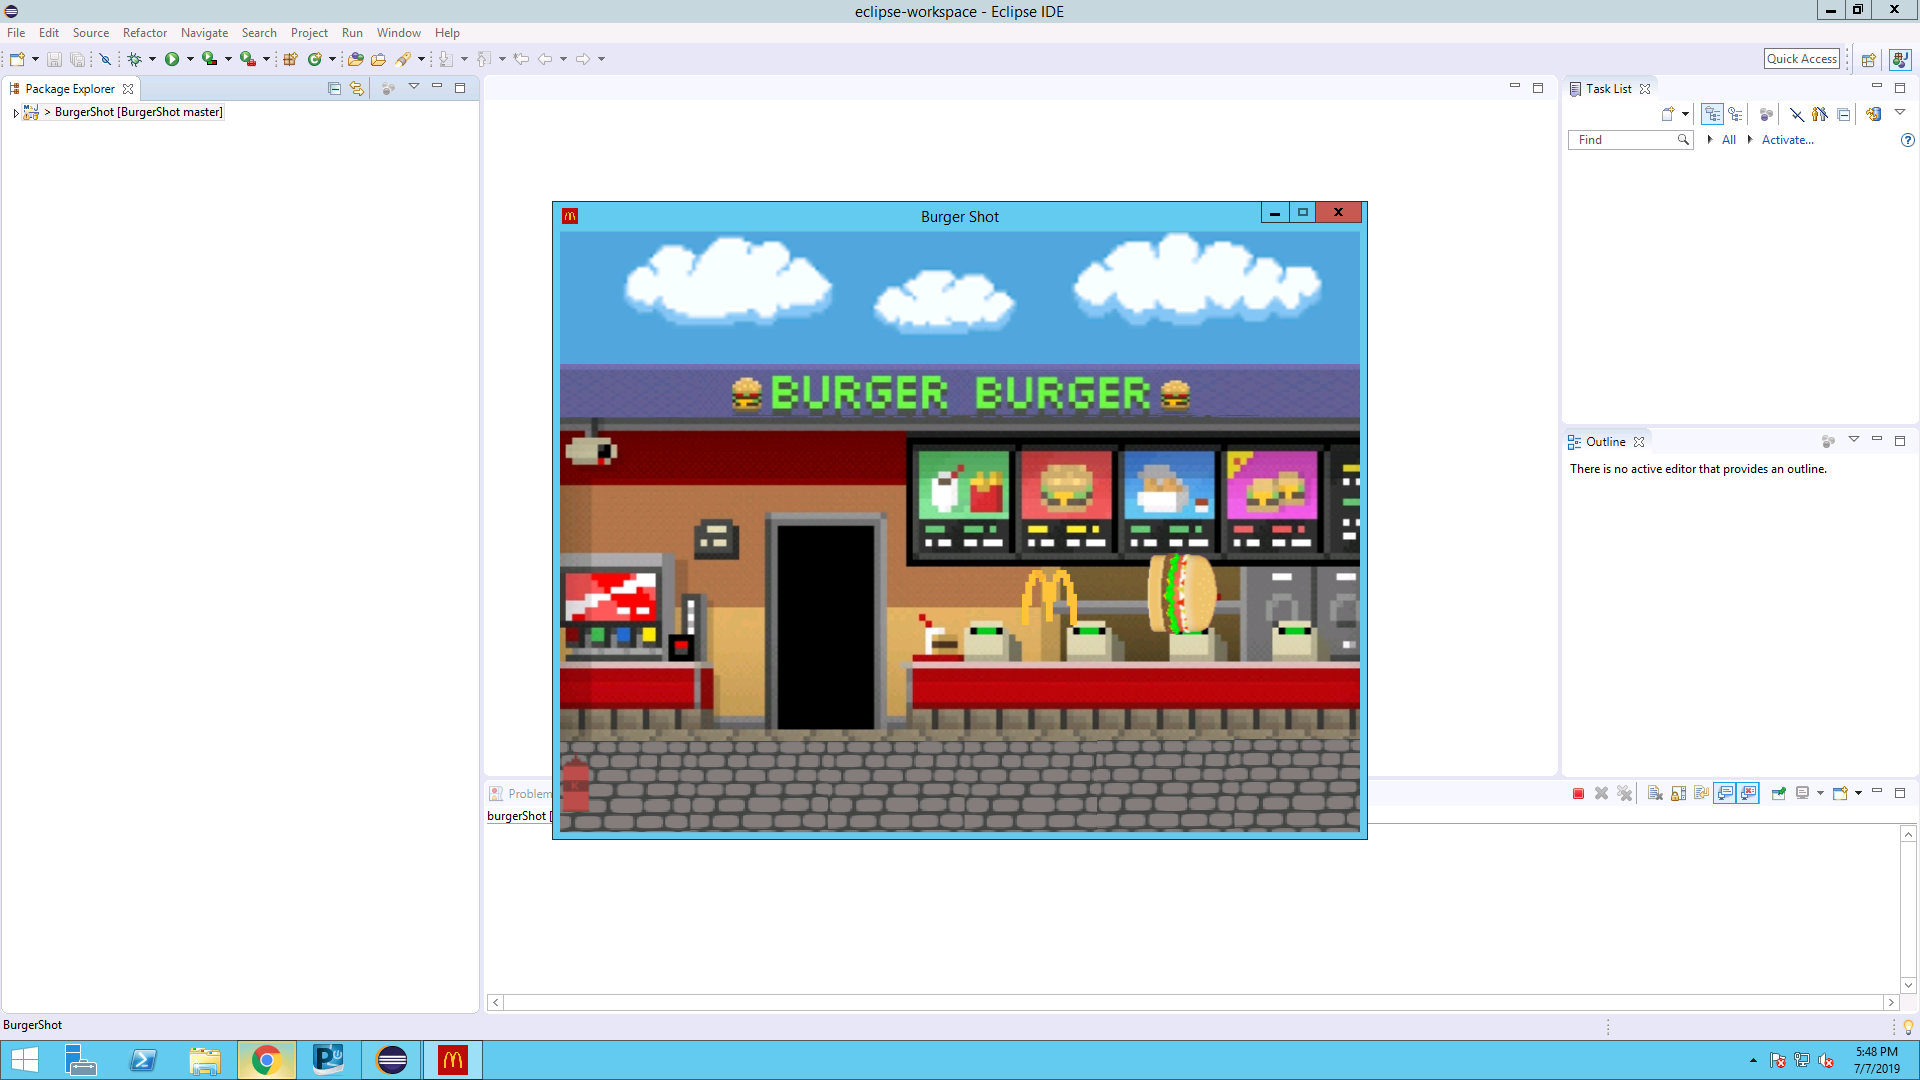 eclipse-workspace - Eclipse IDE
File Edit Source Refactor Navigate Search Project Run Window Help
Quick Access
Package Explorer
Task List
> BurgerShot [BurgerShot master]
Find
All
Activate...
Burger Shot
BURGER BURGER
Outline
There is no active editor that provides an outline.
Problem
burgerShot [
BurgerShot
5:48 PM
7/7/2019